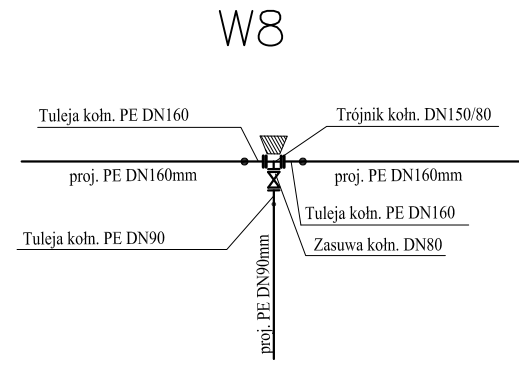 W8
Tuleja kołn. PE DN160
Trójnik kołn. DN150/80
proj. PE DN160mm
proj. PE DN160mm
Tuleja kołn. PE DN160
Tuleja kołn. PE DN90
Zasuwa kołn. DN80
proj. PE DN90mm